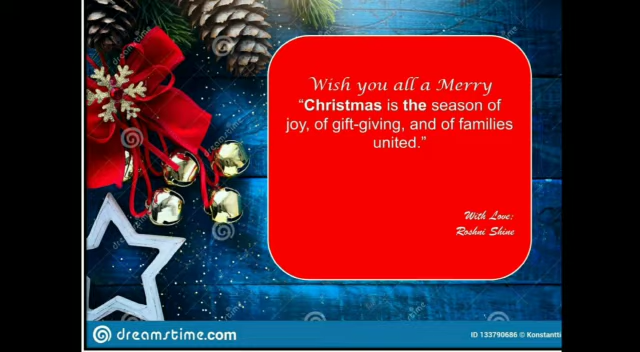 Wish you all a Merry
"Christmas is the season of
joy, of gift-giving, and of families
united."
With Love:
Roshni Shine
dreamstime.com
ID 133790686 © Konstantti